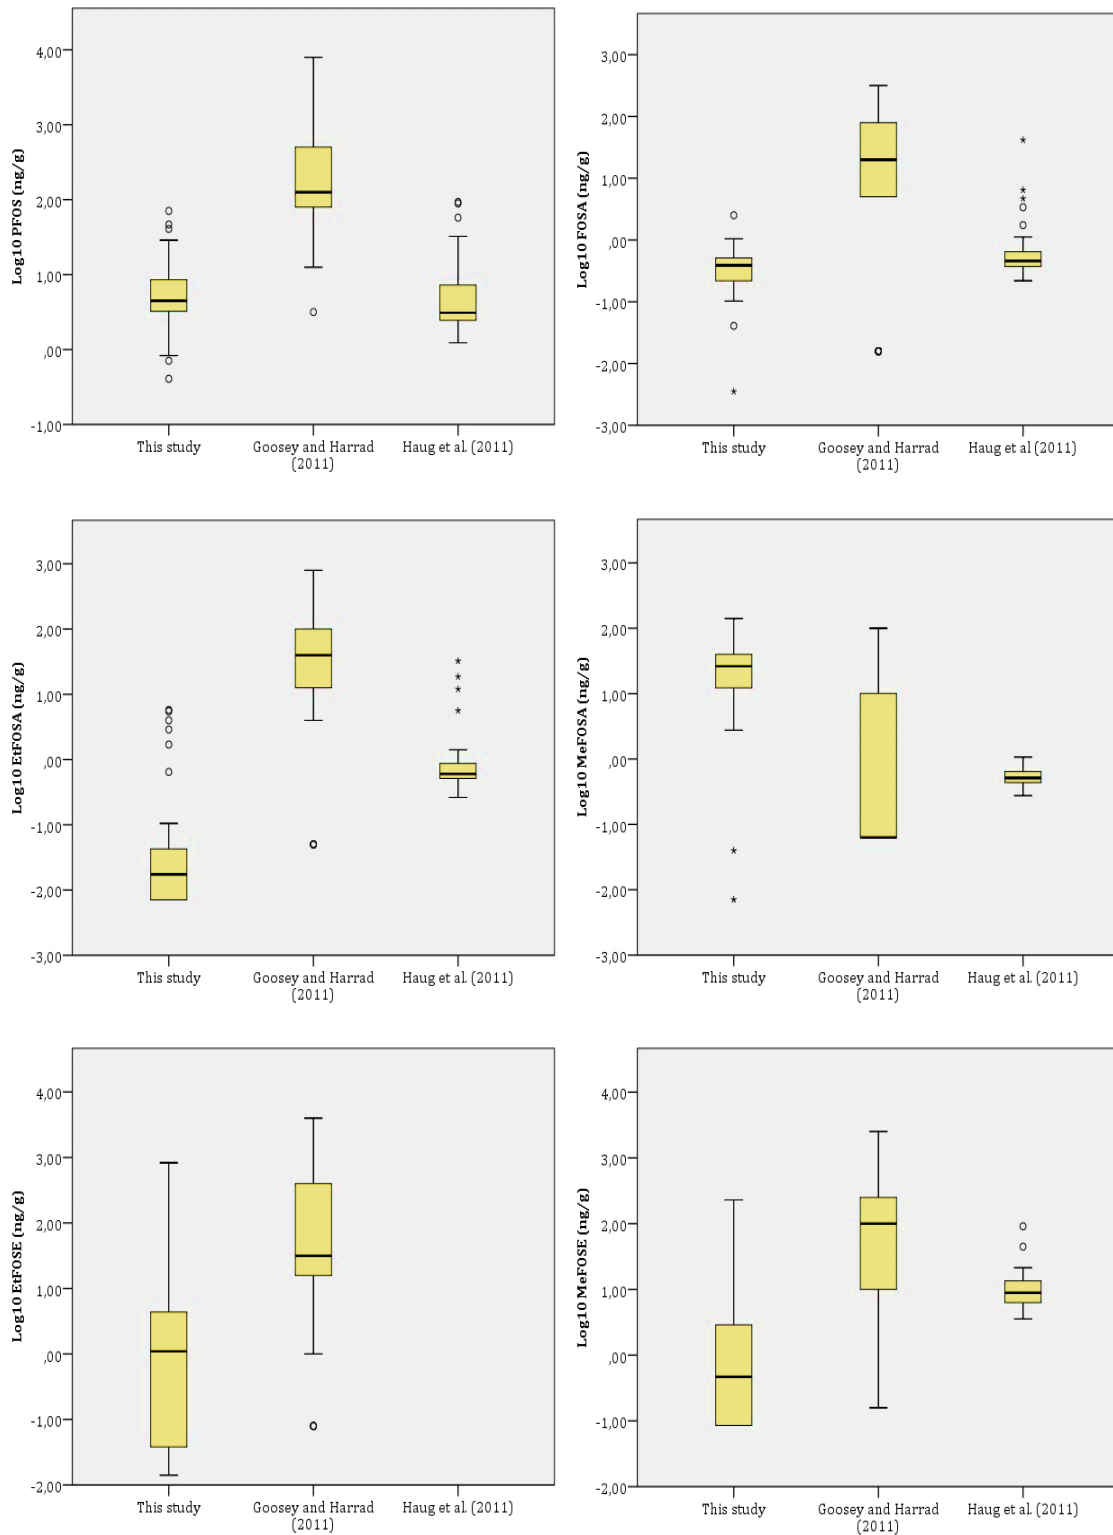 Log10 PFOS (ng/g)
4,00
3,00
2,00
1,00
,00
-1,00
This study
Goosey and Harrad
(2011)
Haug et al. (2011)
Log10 FOSA (ng/g)
3,00
2,00
1,00
,00
-1,00
-2,00
-3,00
This study
Goosey and Harrad
(2011)
Haug et al. (2011)
Log10 EtFOSA (ng/g)
3,00
2,00
1,00
,00
-1,00
-2,00
-3,00
This study
Goosey and Harrad
(2011)
Haug et al. (2011)
Log10 MeFOSA (ng/g)
3,00
2,00
1,00
,00
-1,00
-2,00
-3,00
This study
Goosey and Harrad
(2011)
Haug et al. (2011)
Log10 EtFOSE (ng/g)
4,00
3,00
2,00
1,00
,00
-1,00
-2,00
This study
Goosey and Harrad
(2011)
Haug et al. (2011)
Log10 MeFOSE (ng/g)
4,00
3,00
2,00
1,00
,00
-1,00
-2,00
This study
Goosey and Harrad
(2011)
Haug et al. (2011)